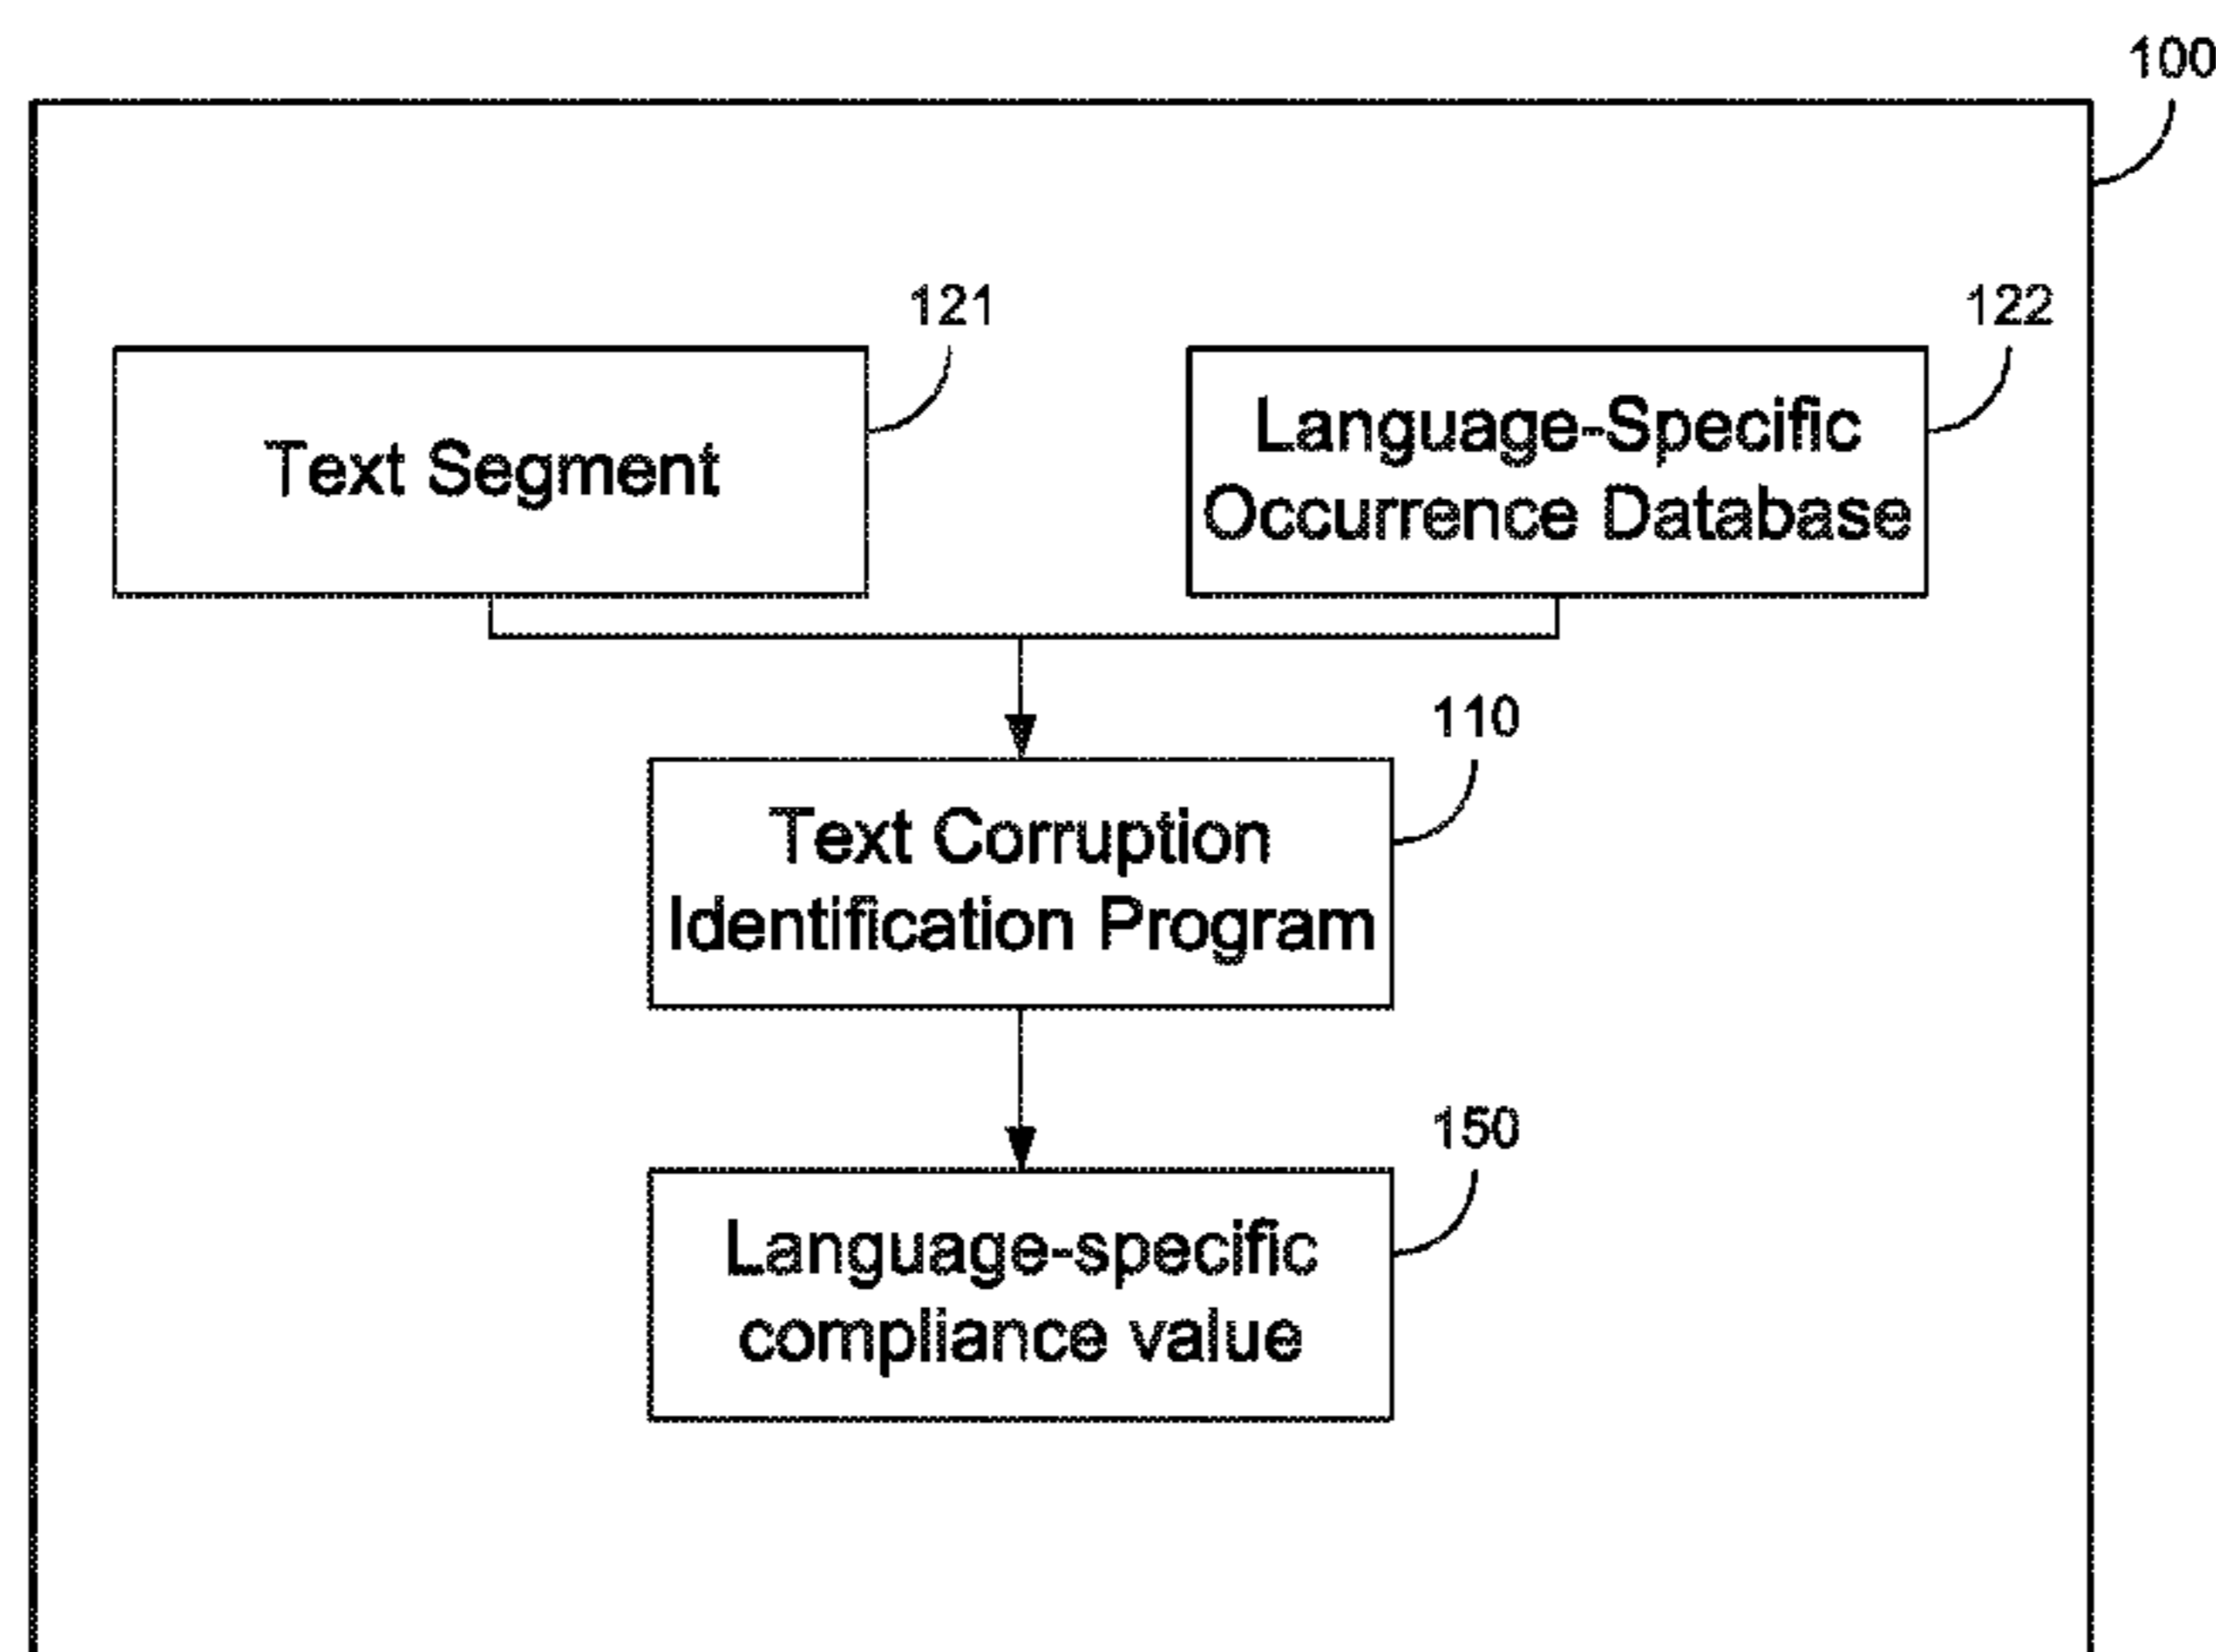 100
121
122
Text Segment
Language-Specific
Occurrence Database
110
Text Corruption
Identification Program
150
Language-specific
compliance value